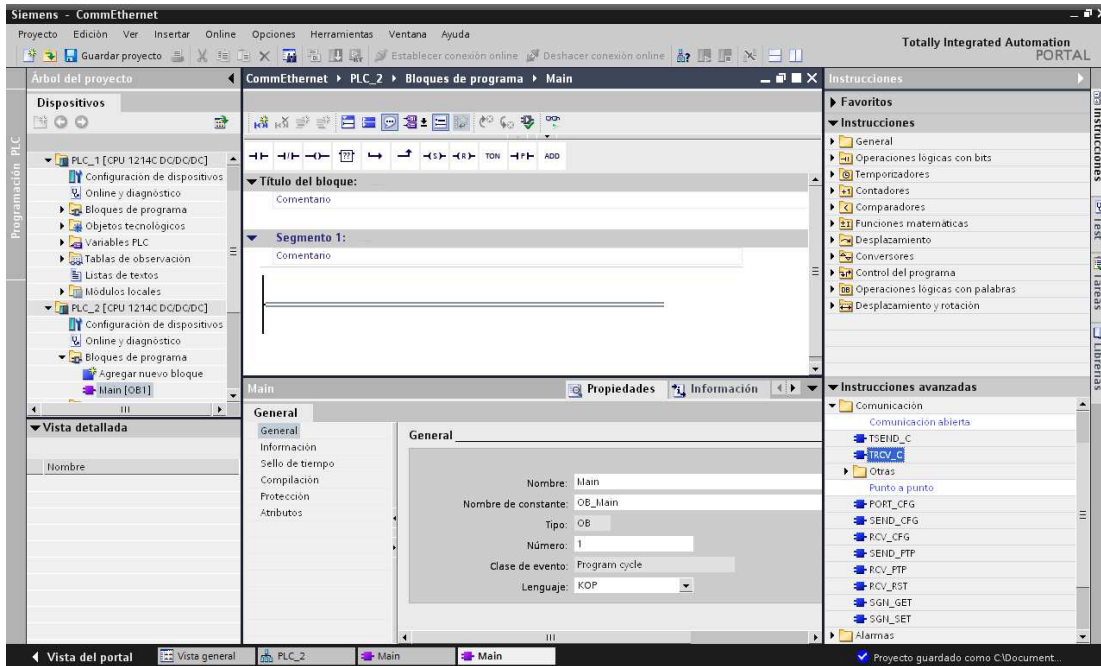 Siemens - CommEthernet
Proyecto Edición Ver Insertar Online Opciones Herramientas Ventana Ayuda
Guardar proyecto
Establecer conexión online
Deshacer conexión online
Totally Integrated Automation
PORTAL
Árbol del proyecto
Dispositivos
Programación PLC
PLC_1 [CPU 1214C DC/DC/DC]
Configuración de dispositivos
Online y diagnóstico
Bloques de programa
Objetos tecnológicos
Variables PLC
Tablas de observación
Listas de textos
Módulos locales
PLC_2 [CPU 1214C DC/DC/DC]
Configuración de dispositivos
Online y diagnóstico
Bloques de programa
Agregar nuevo bloque
Main [OB1]
Vista detallada
Nombre
CommEthernet PLC_2 Bloques de programa Main
TON
ADD
Título del bloque:
Comentario
Segmento 1:
Comentario
Main
Propiedades
Información
General
General
Información
Sello de tiempo
Compilación
Protección
Atributos
General
Nombre: Main
Nombre de constante: OB_Main
Tipo: OB
Número: 1
Clase de evento: Program cycle
Lenguaje: KOP
Instrucciones
Favoritos
Instrucciones
General
Operaciones lógicas con bits
Temporizadores
Contadores
Comparadores
Funciones matemáticas
Desplazamiento
Conversores
Control del programa
Operaciones lógicas con palabras
Desplazamiento y rotación
Instrucciones avanzadas
Comunicación
Comunicación abierta
TSEND_C
TRCV_C
Otras
Punto a punto
PORT_CFG
SEND_CFG
RCV_CFG
SEND_PTP
RCV_PTP
RCV_RST
SGN_GET
SGN_SET
Alarmas
Instrucciones
Test
Tareas
Librerías
Vista del portal
Vista general
PLC_2
Main
Main
Proyecto guardado como C:\Document...